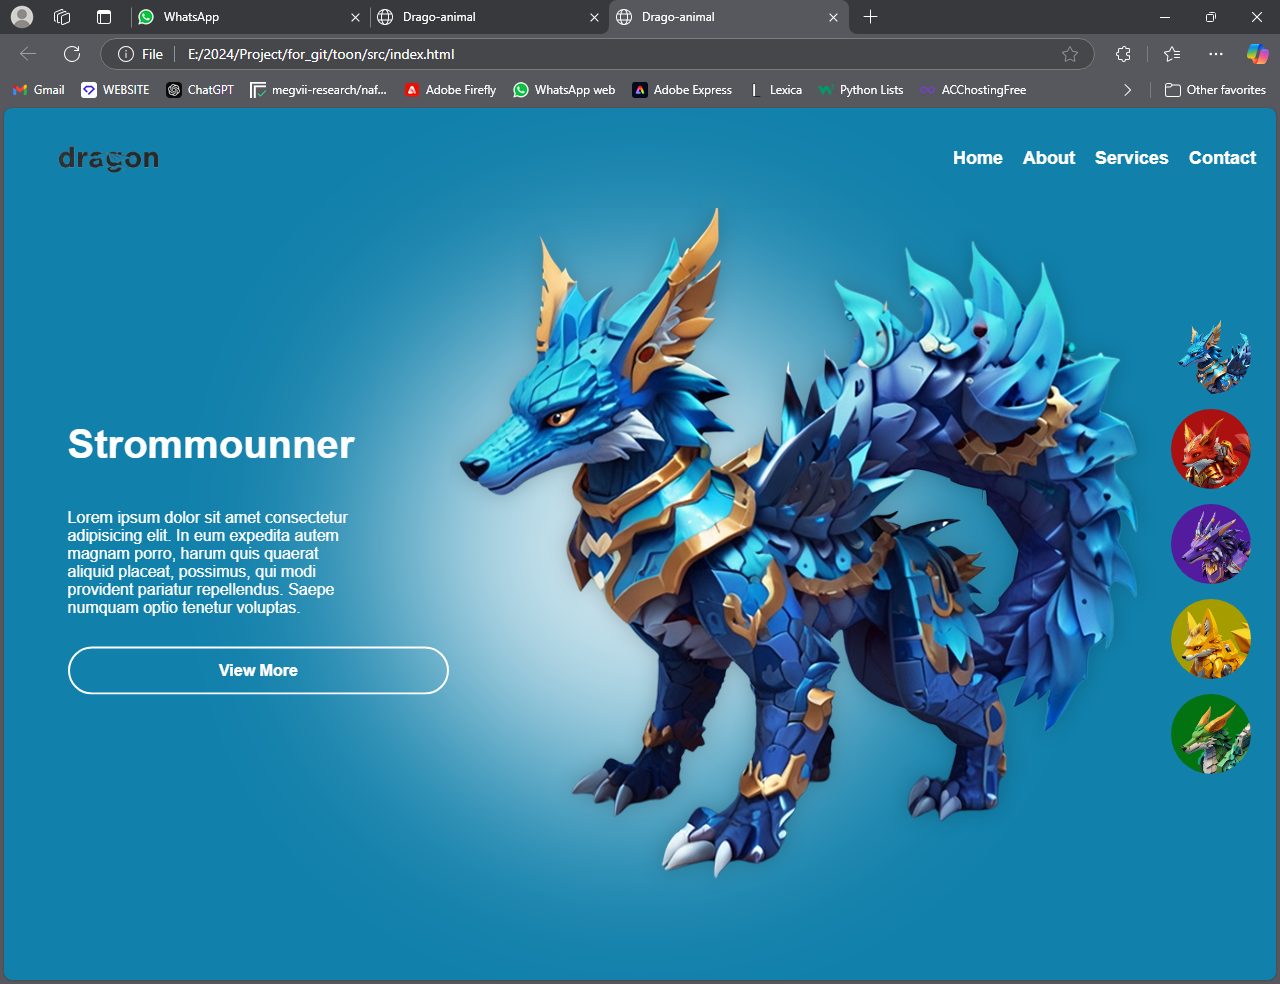 WhatsApp
Drago-animal
Drago-animal
File
E:/2024/Project/for_git/toon/src/index.html
Gmail
WEBSITE
ChatGPT
megvii-research/naf...
Adobe Firefly
WhatsApp web
Adobe Express
Lexica
Python Lists
ACChostingFree
Other favorites
dragon
Home
About
Services
Contact
Strommounner
Lorem ipsum dolor sit amet consectetur
adipisicing elit. In eum expedita autem
magnam porro, harum quis quaerat
aliquid placeat, possimus, qui modi
provident pariatur repellendus. Saepe
numquam optio tenetur voluptas.
View More